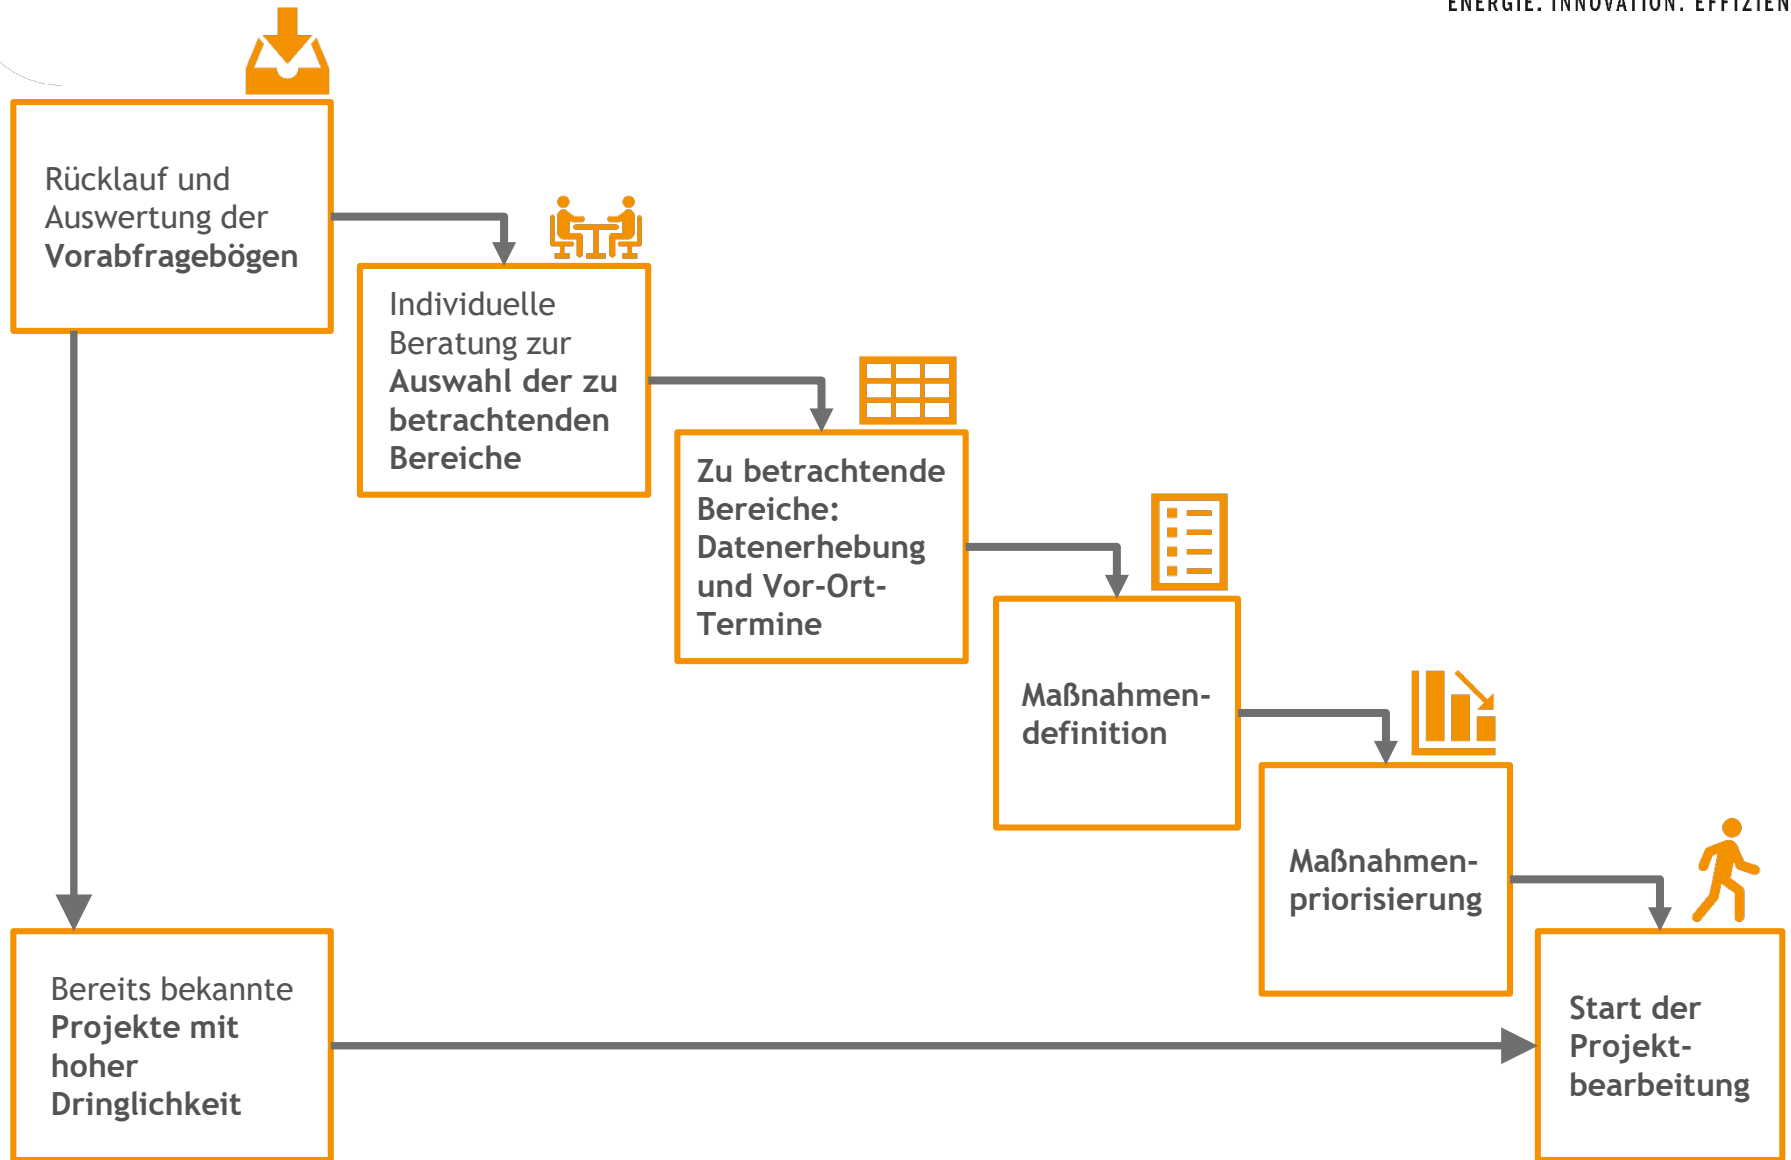 ENERGIE. INNOVATION. EFFIZIEN
Rücklauf und
Auswertung der
Vorabfragebögen
Individuelle
Beratung zur
Auswahl der zu
betrachtenden
Bereiche
Zu betrachtende
Bereiche:
Datenerhebung
und Vor-Ort-
Termine
Maßnahmen-
definition
Maßnahmen-
priorisierung
Bereits bekannte
Projekte mit
hoher
Dringlichkeit
Start der
Projekt-
bearbeitung